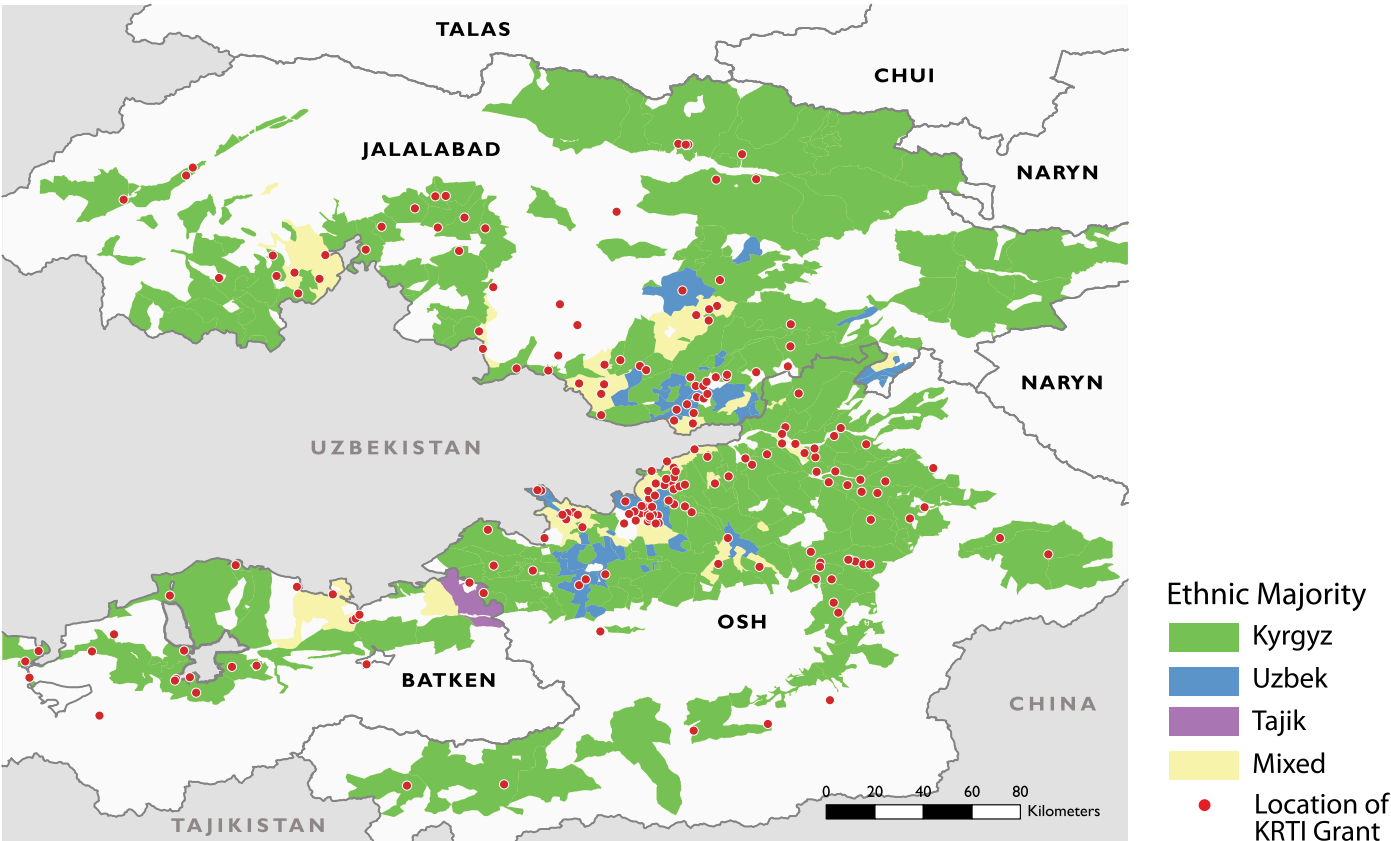 TALAS
CHUI
JALALABAD
NARYN
NARYN
UZBEKISTAN
OSH
BATKEN
CHINA
TAJIKISTAN
0 20 40 60 80
Kilometers
Ethnic Majority
Kyrgyz
Uzbek
Tajik
Mixed
Location of
KRTI Grant